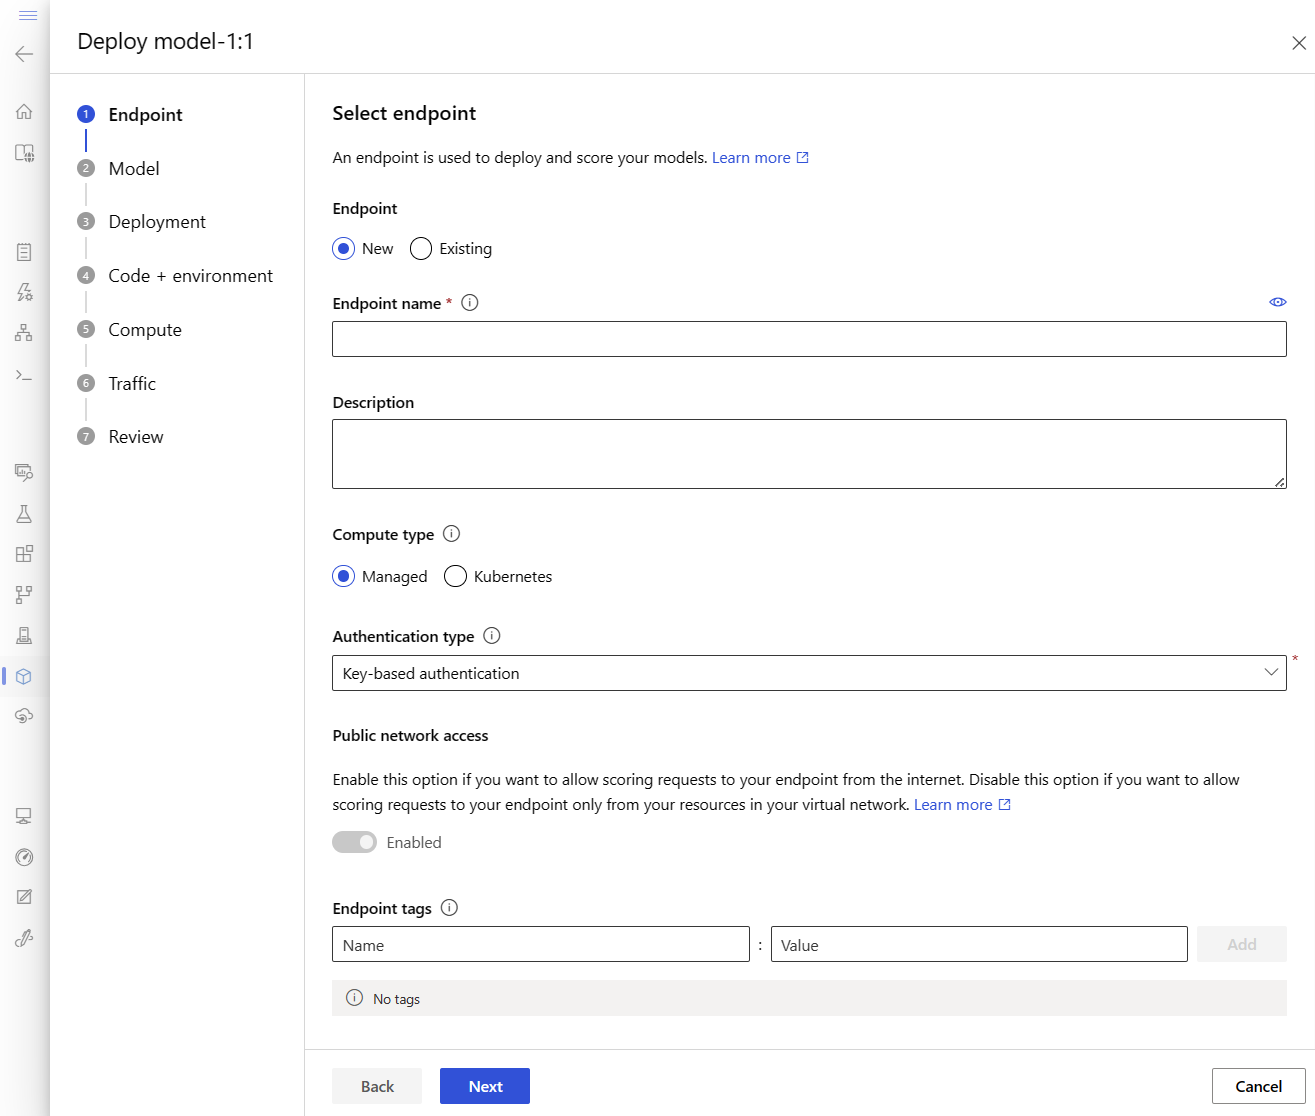 Deploy model-1:1
1 Endpoint
2 Model
3 Deployment
4 Code + environment
5 Compute
6 Traffic
7 Review
Select endpoint
An endpoint is used to deploy and score your models. Learn more
Endpoint
New Existing
Endpoint name *
Description
Compute type
Managed Kubernetes
Authentication type
Key-based authentication *
Public network access
Enable this option if you want to allow scoring requests to your endpoint from the internet. Disable this option if you want to allow
scoring requests to your endpoint only from your resources in your virtual network. Learn more
Enabled
Endpoint tags
Name : Value Add
No tags
Back Next Cancel